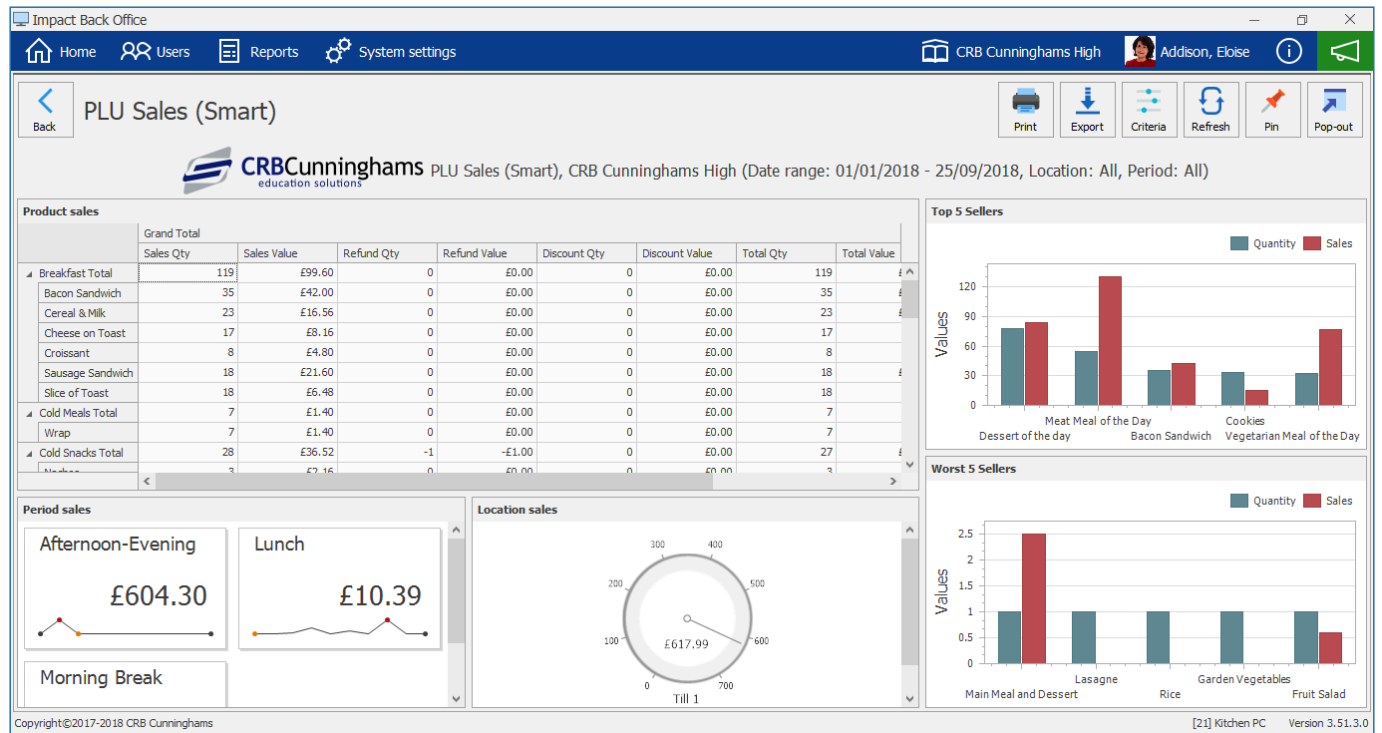 Impact Back Office
Home Users Reports System settings CRB Cunninghams High Addison, Eloise
Back PLU Sales (Smart) Print Export Criteria Refresh Pin Pop-out
CRBCunninghams education solutions PLU Sales (Smart), CRB Cunninghams High (Date range: 01/01/2018 - 25/09/2018, Location: All, Period: All)
Product sales
Grand Total
Sales Qty Sales Value Refund Qty Refund Value Discount Qty Discount Value Total Qty Total Value
Breakfast Total 119 £99.60 0 £0.00 0 £0.00 119
Bacon Sandwich 35 £42.00 0 £0.00 0 £0.00 35
Cereal & Milk 23 £16.56 0 £0.00 0 £0.00 23
Cheese on Toast 17 £8.16 0 £0.00 0 £0.00 17
Croissant 8 £4.80 0 £0.00 0 £0.00 8
Sausage Sandwich 18 £21.60 0 £0.00 0 £0.00 18
Slice of Toast 18 £6.48 0 £0.00 0 £0.00 18
Cold Meals Total 7 £1.40 0 £0.00 0 £0.00 7
Wrap 7 £1.40 0 £0.00 0 £0.00 7
Cold Snacks Total 28 £36.52 -1 -£1.00 0 £0.00 27
Top 5 Sellers
Quantity Sales
Values
120
90
60
30
0
Meat Meal of the Day Cookies
Dessert of the day Bacon Sandwich Vegetarian Meal of the Day
Worst 5 Sellers
Quantity Sales
Values
2.5
2
1.5
1
0.5
0
Lasagne Garden Vegetables
Main Meal and Dessert Rice Fruit Salad
Period sales
Afternoon-Evening
£604.30
Lunch
£10.39
Morning Break
Location sales
300 400
200 500
100 £617.99 600
0 700
Till 1
Copyright©2017-2018 CRB Cunninghams [21] Kitchen PC Version 3.51.3.0